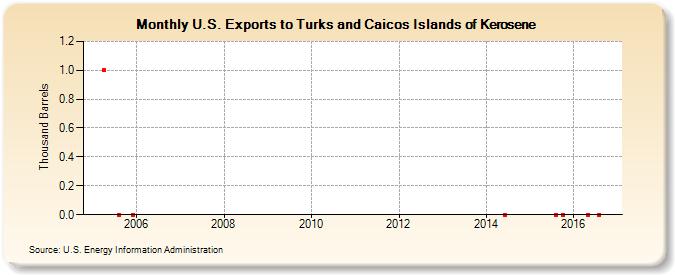 Monthly U.S. Exports to Turks and Caicos Islands of Kerosene
Thousand Barrels
1.2
1.0
0.8
0.6
0.4
0.2
0.0
2006 2008 2010 2012 2014 2016
Source: U.S. Energy Information Administration